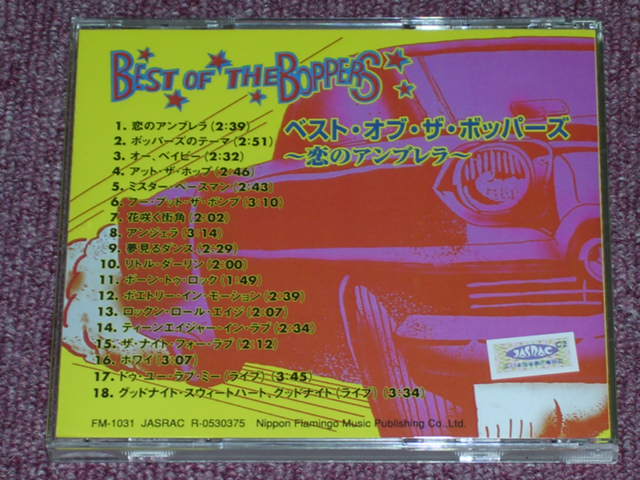 BEST OF THE BOPPERS
ベスト・オブ・ザ・ボッパーズ
～恋のアンブレラ～
1. 恋のアンブレラ (2:39)
2. ボッパーズのテーマ (2:51)
3. オー、ベイビー (2:32)
4. アット・ザ・ホップ (2:46)
5. ミスター・ベースマン (2:43)
6. フー・プット・ザ・ボンプ (3:10)
7. 花咲く街角 (2:02)
8. アンジェラ (3:14)
9. 夢見るダンス (2:29)
10. リトル・ダーリン (2:00)
11. ボーン・トゥ・ロック (1:49)
12. ポエトリー・イン・モーション (2:39)
13. ロックン・ロール・エイジ (2:07)
14. ティーンエイジャー・イン・ラブ (2:34)
15. ザ・ナイト・フォー・ラブ (2:12)
16. ホワイ (3:07)
17. ドゥ・ユー・ラブ・ミー (ライブ) (3:45)
18. グッドナイト・スウィートハート、グッドナイト (ライブ) (3:34)
JASRAC
FM-1031 JASRAC R-0530375 Nippon Flamingo Music Publishing Co.,Ltd.